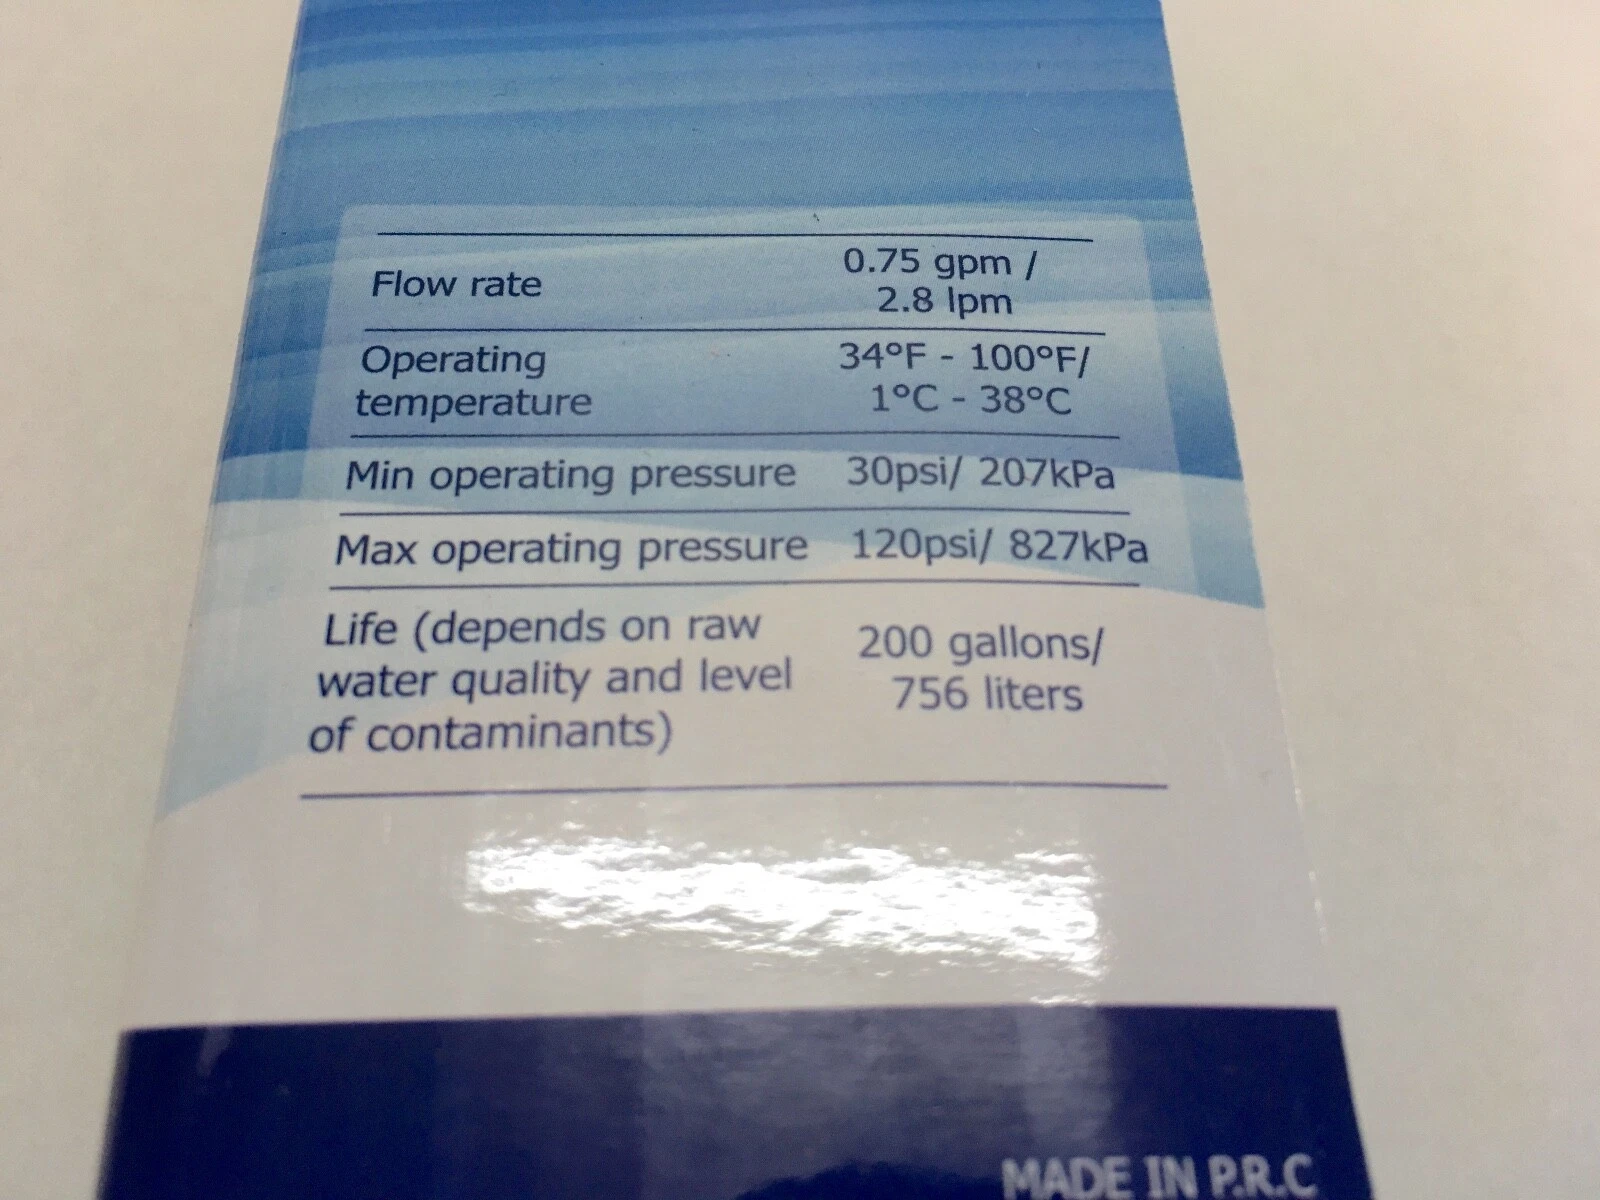 Flow rate
0.75 gpm /
2.8 lpm
Operating
temperature
34°F - 100°F/
1°C - 38°C
Min operating pressure 30psi/ 207kPa
Max operating pressure 120psi/ 827kPa
Life (depends on raw
water quality and level
of contaminants)
200 gallons/
756 liters
MADE IN P.R.C